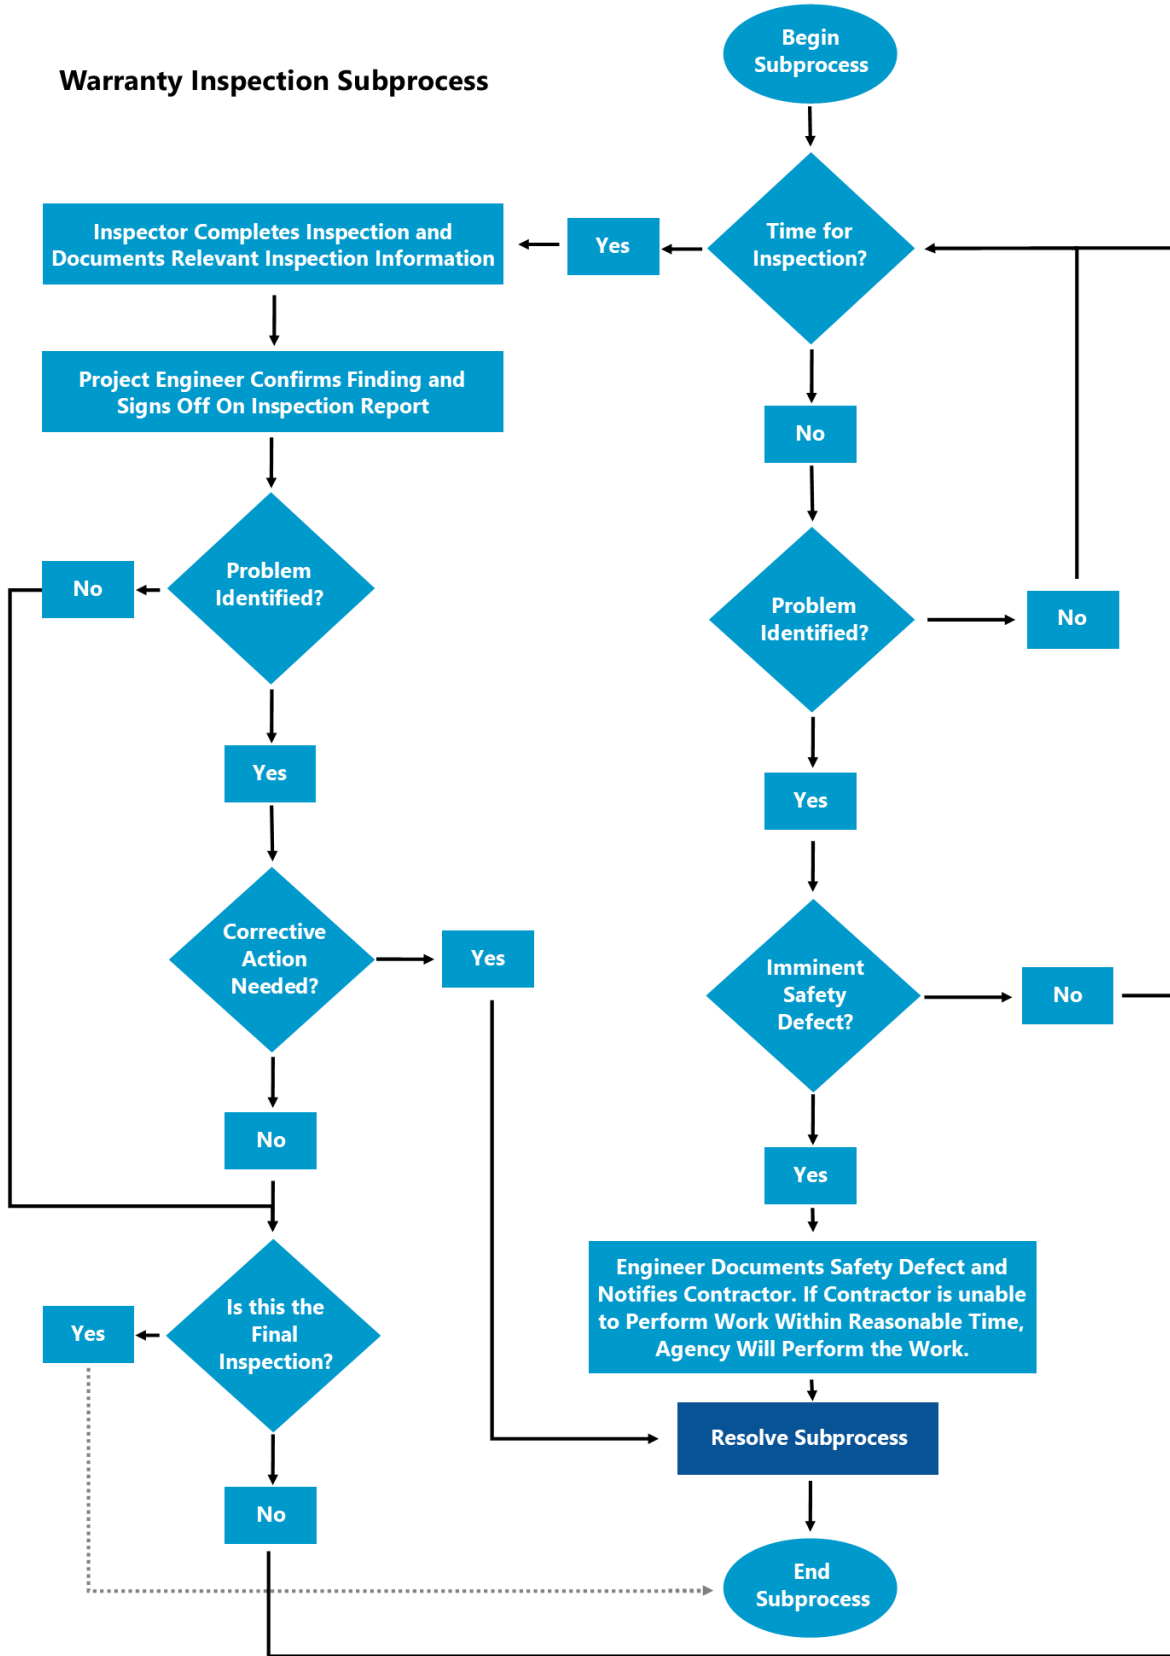 Warranty Inspection Subprocess
Begin
Subprocess
Time for
Inspection?
Yes
Inspector Completes Inspection and
Documents Relevant Inspection Information
Project Engineer Confirms Finding and
Signs Off On Inspection Report
Problem
Identified?
No
Yes
Corrective
Action
Needed?
Yes
No
Is this the
Final
Inspection?
Yes
No
No
Problem
Identified?
No
Yes
Imminent
Safety
Defect?
No
Yes
Engineer Documents Safety Defect and
Notifies Contractor. If Contractor is unable
to Perform Work Within Reasonable Time,
Agency Will Perform the Work.
Resolve Subprocess
End
Subprocess